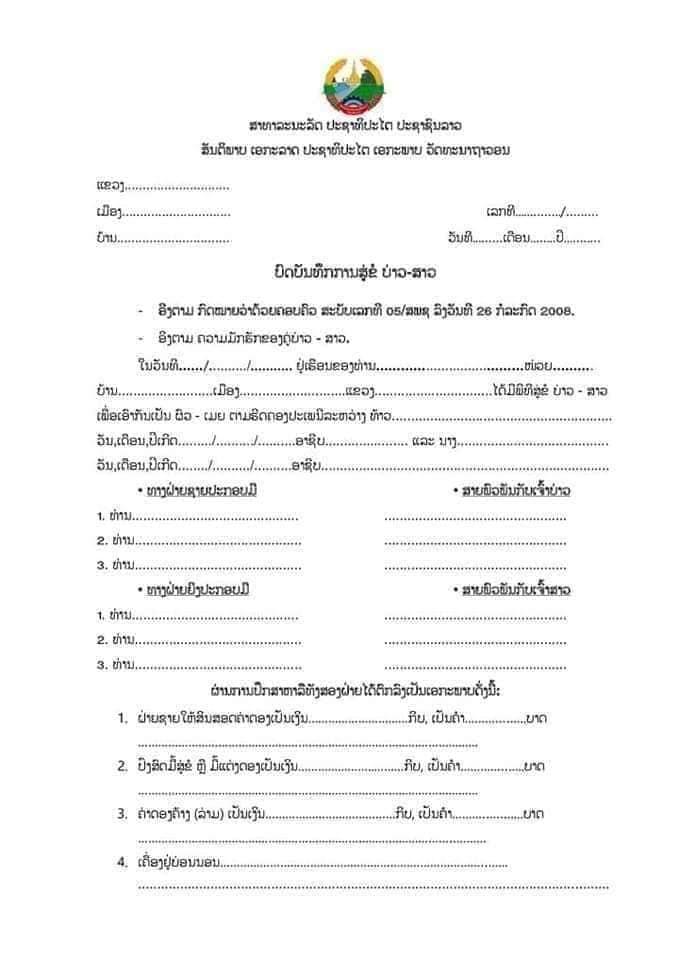 ສາທາລະນະລັດ ປະຊາທິປະໄຕ ປະຊາຊົນລາວ
ສັນຕິພາບ ເອກະລາດ ປະຊາທິປະໄຕ ເອກະພາບ ວັດທະນາຖາວອນ
ແຂວງ.............................
ເມືອງ..............................
ເລກທີ............../.........
ບ້ານ...............................
ວັນທີ.........ເດືອນ........ປີ...........
ບົດບັນທຶກການສູ່ຂໍ ບ່າວ-ສາວ
- ອີງຕາມ ກົດໝາຍວ່າດ້ວຍຄອບຄົວ ສະບັບເລກທີ 05/ສພຊ ລົງວັນທີ 26 ກໍລະກົດ 2008.
- ອີງຕາມ ຄວາມມັກຮັກຂອງຄູ່ບ່າວ - ສາວ.
ໃນວັນທີ....../.........../........... ຢູ່ເຮືອນຂອງທ່ານ.........................................ໜ່ວຍ...........
ບ້ານ..........................ເມືອງ.............................ແຂວງ................................ໄດ້ມີພິທີສູ່ຂໍ ບ່າວ - ສາວ
ເພື່ອເອົາກັນເປັນ ຜົວ - ເມຍ ຕາມຮີດຄອງປະເພນີລະຫວ່າງ ທ້າວ.............................................................
ວັນ,ເດືອນ,ປີເກີດ........./.........../...........ອາຊີບ....................... ແລະ ນາງ..........................................
ວັນ,ເດືອນ,ປີເກີດ......../........../..........ອາຊີບ...............................................................................
• ທາງຝ່າຍຊາຍປະກອບມີ
• ສາຍພົວພັນກັບເຈົ້າບ່າວ
1. ທ່ານ.............................................. ..................................................
2. ທ່ານ.............................................. ..................................................
3. ທ່ານ.............................................. ..................................................
• ທາງຝ່າຍຍິງປະກອບມີ
• ສາຍພົວພັນກັບເຈົ້າສາວ
1. ທ່ານ.............................................. ..................................................
2. ທ່ານ.............................................. ..................................................
3. ທ່ານ.............................................. ..................................................
ຜ່ານການປຶກສາຫາລືທັງສອງຝ່າຍໄດ້ຕົກລົງເປັນເອກະພາບດັ່ງນີ້:
1. ຝ່າຍຊາຍໃຫ້ສິນສອດຄ່າດອງເປັນເງິນ............................ກີບ, ເປັນຄຳ.................ບາດ
..............................................................................................
2. ປົງສົດມື້ສູ່ຂໍ ຫຼື ມື້ແຕ່ງດອງເປັນເງິນ.............................ກີບ, ເປັນຄຳ..................ບາດ
..............................................................................................
3. ຄ່າດອງຄ້າງ (ລ່າມ) ເປັນເງິນ....................................ກີບ, ເປັນຄຳ....................ບາດ
................................................................................................
4. ເຄື່ອງຢູ່ບ່ອນນອນ...............................................................................
..................................................................................................................................